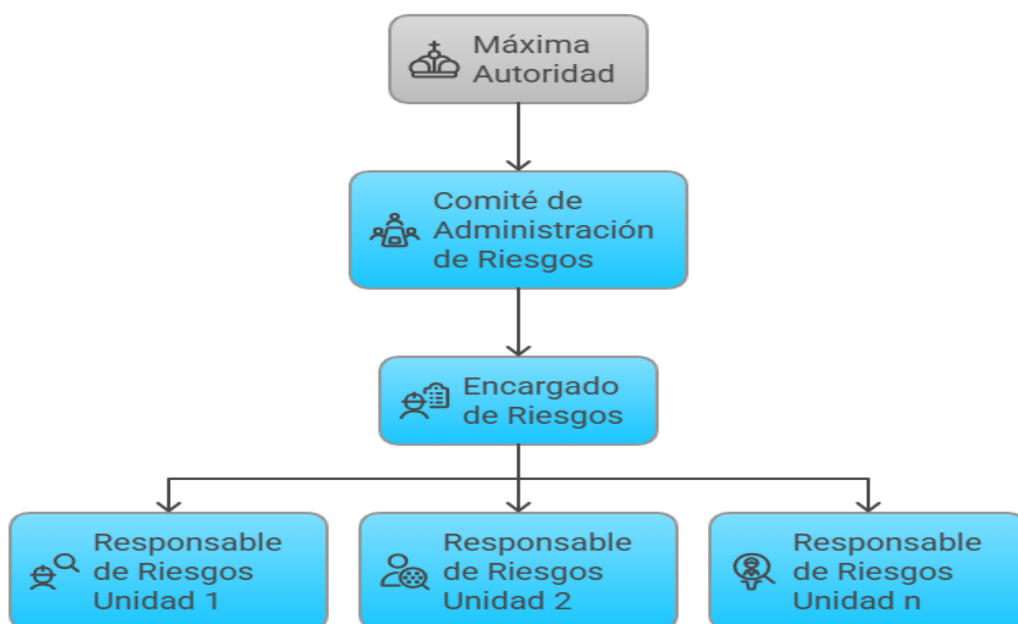 Máxima
Autoridad
Comité de
Administración
de Riesgos
Encargado
de Riesgos
Responsable
de Riesgos
Unidad 1
Responsable
de Riesgos
Unidad 2
Responsable
de Riesgos
Unidad n